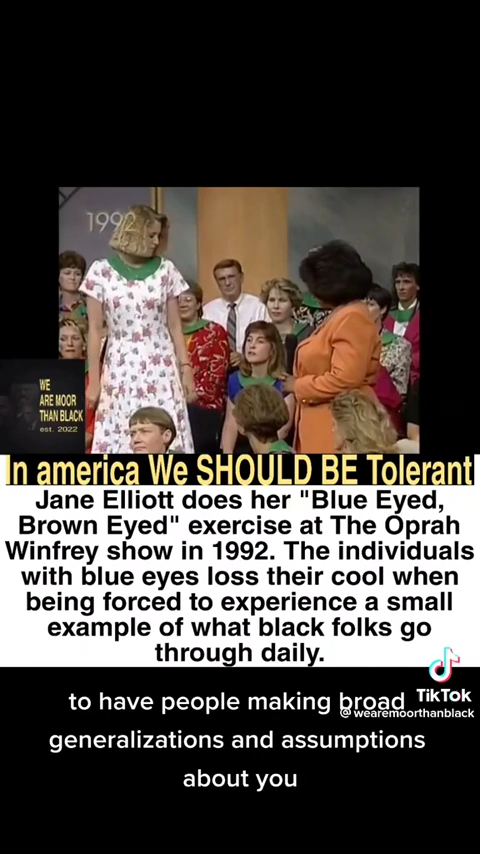 1992
WE
ARE MOOR
THAN BLACK
est. 2022
In america We SHOULD BE Tolerant
Jane Elliott does her "Blue Eyed,
Brown Eyed" exercise at The Oprah
Winfrey show in 1992. The individuals
with blue eyes loss their cool when
being forced to experience a small
example of what black folks go
through daily.
TikTok
@wearemoorthanblack
to have people making broad
generalizations and assumptions
about you